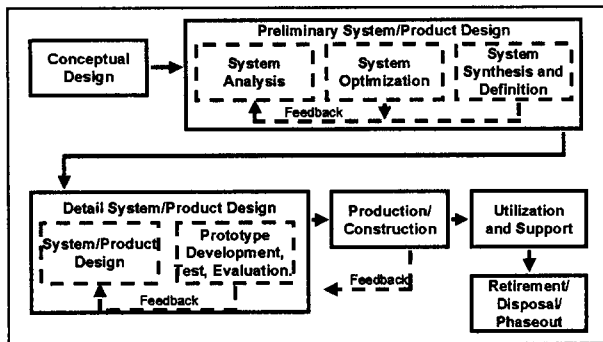 Preliminary System/Product Design
Conceptual
Design
System
Analysis
System
Optimization
System
Synthesis and
Definition
Feedback
Detail System/Product Design
System/Product
Design
Prototype
Development,
Test, Evaluation.
Feedback
Production/
Construction
Feedback
Utilization
and Support
Retirement/
Disposal/
Phaseout